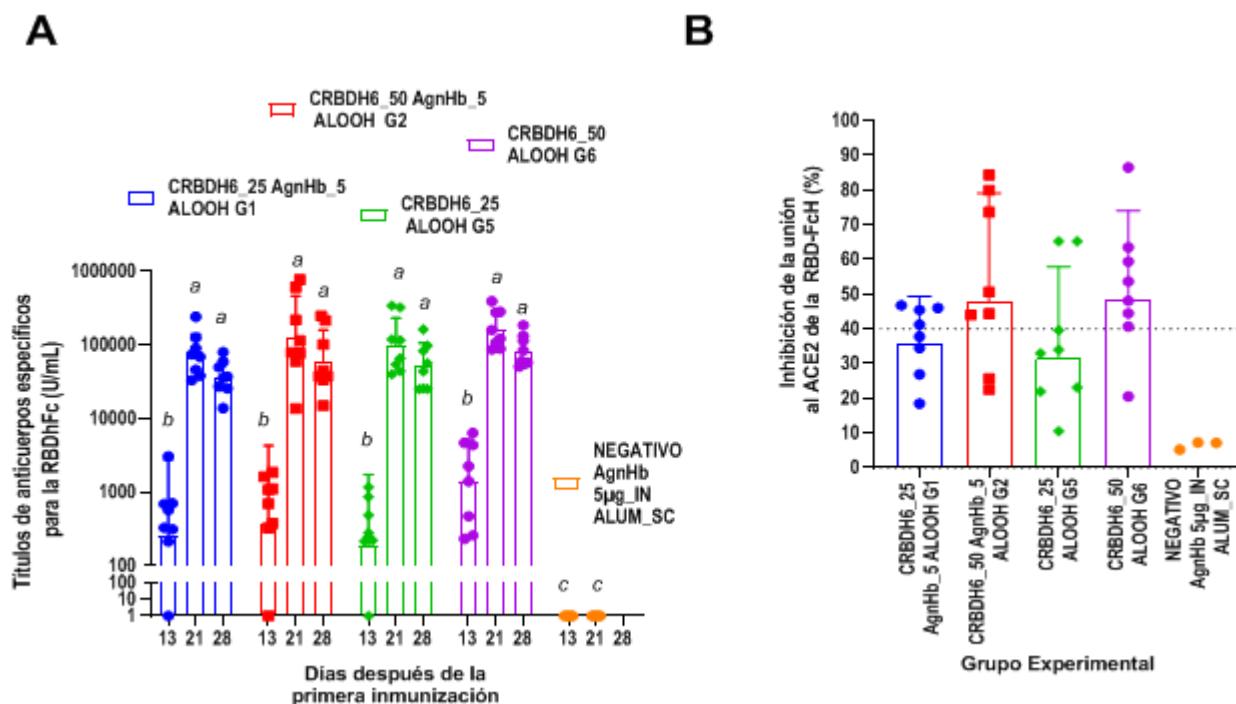 A
B
CRBDH6_50 AgnHb_5
ALOOH G2
CRBDH6_50
ALOOH G6
CRBDH6_25 AgnHb_5
ALOOH G1
CRBDH6_25
ALOOH G5
NEGATIVO
AgnHb
5µg_IN
ALUM_SC
Títulos de anticuerpos específicos
para la RBDhFc (U/mL)
1000000
100000
10000
1000
100
100
10
1
b
a
a
b
a
a
b
a
a
b
a
a
c
c
13 21 28 13 21 28 13 21 28 13 21 28 13 21 28
Días después de la
primera inmunización
Inhibición de la unión
al ACE2 de la RBD-FcH (%)
100
90
80
70
60
50
40
30
20
10
0
CRBDH6_25
AgnHb_5 ALOOH G1
CRBDH6_50 AgnHb_5
ALOOH G2
CRBDH6_25
ALOOH G5
CRBDH6_50
ALOOH G6
NEGATIVO
AgnHb 5µg_IN
ALUM_SC
Grupo Experimental